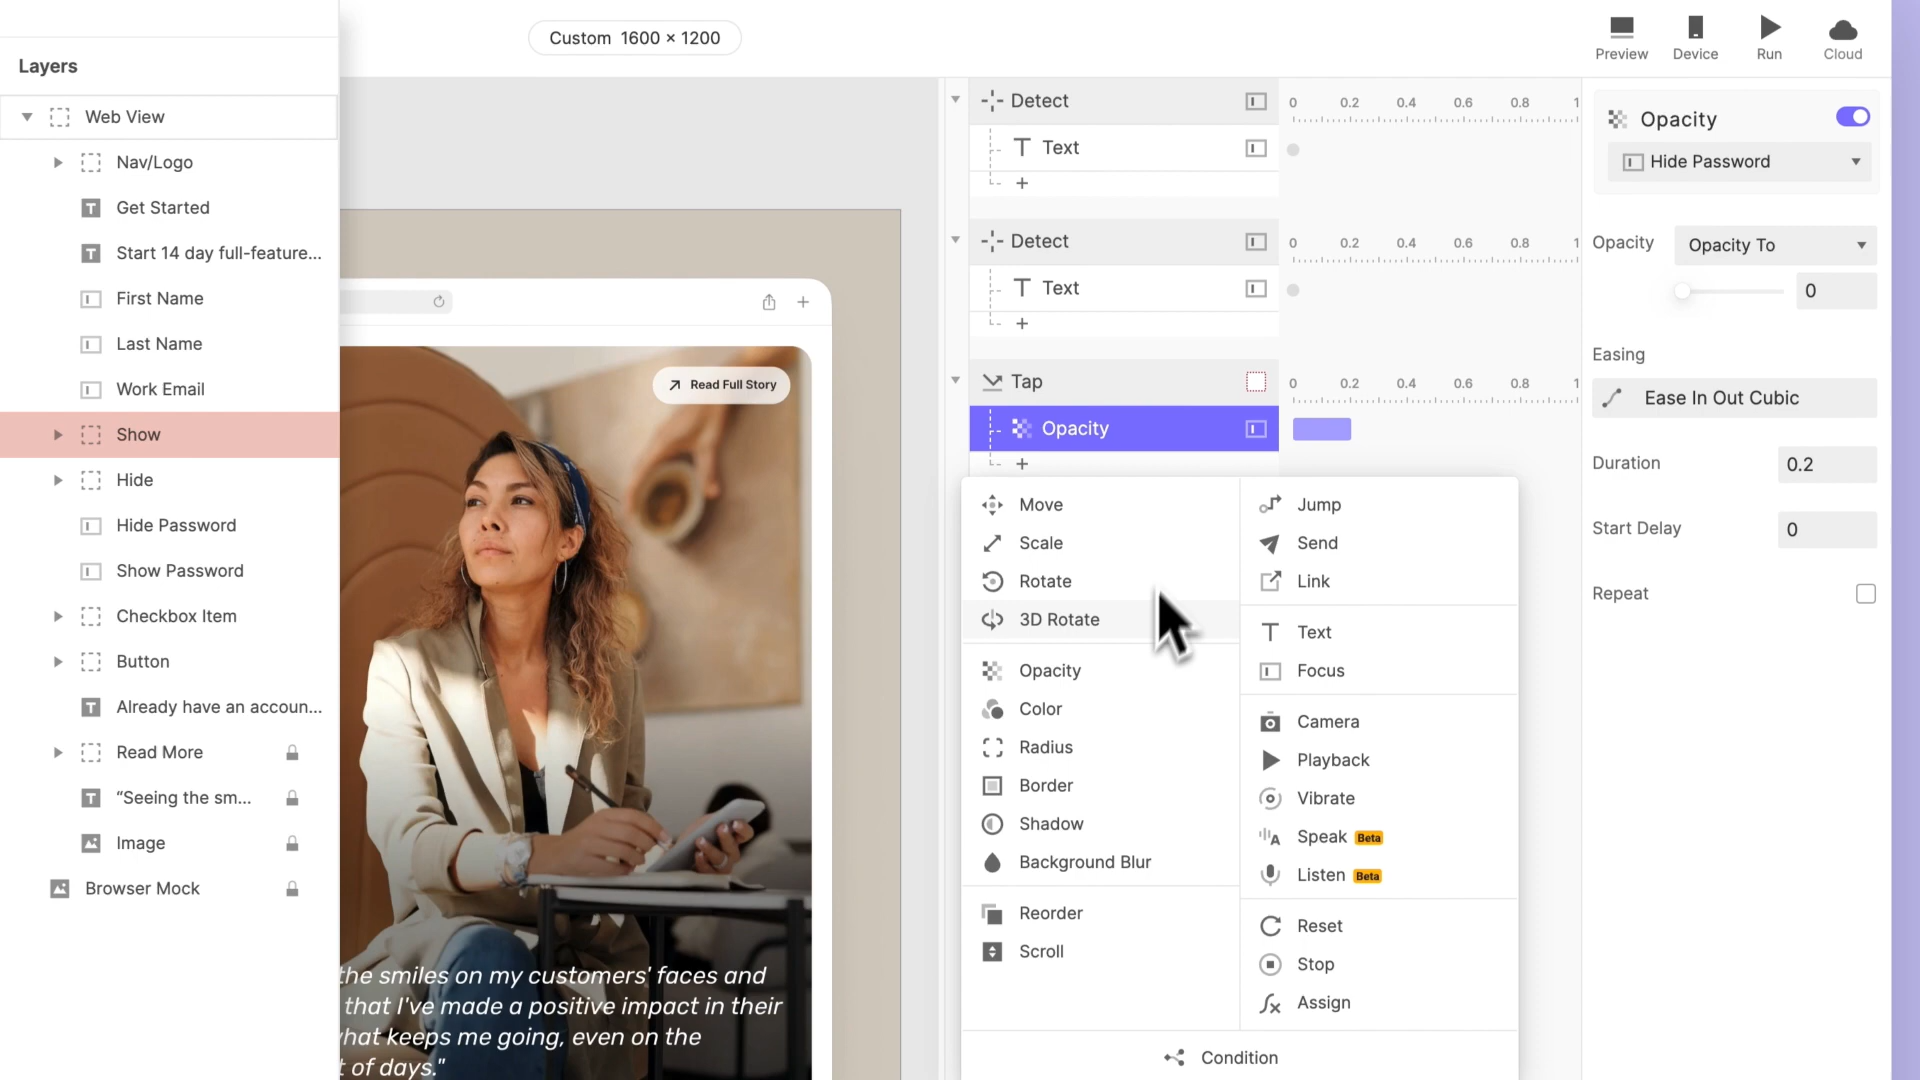 Custom 1600 × 1200
Preview
Device
Run
Cloud
Layers
Web View
Nav/Logo
Get Started
Start 14 day full-feature...
First Name
Last Name
Work Email
Show
Hide
Hide Password
Show Password
Checkbox Item
Button
Already have an accoun...
Read More
“Seeing the sm...
Image
Browser Mock
Read Full Story
the smiles on my customers' faces and
that I've made a positive impact in their
what keeps me going, even on the
t of days."
Detect
0 0.2 0.4 0.6 0.8 1
Text
Detect
0 0.2 0.4 0.6 0.8 1
Text
Tap
0 0.2 0.4 0.6 0.8 1
Opacity
Move
Scale
Rotate
3D Rotate
Opacity
Color
Radius
Border
Shadow
Background Blur
Reorder
Scroll
Jump
Send
Link
Text
Focus
Camera
Playback
Vibrate
Speak Beta
Listen Beta
Reset
Stop
Assign
Condition
Opacity
Hide Password
Opacity
Opacity To
0
Easing
Ease In Out Cubic
Duration
0.2
Start Delay
0
Repeat